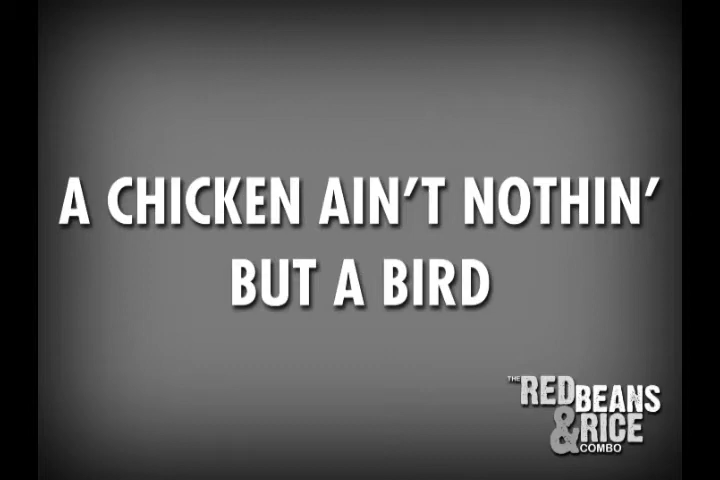 A CHICKEN AIN'T NOTHIN'
BUT A BIRD
THE RED BEANS
& RICE
COMBO